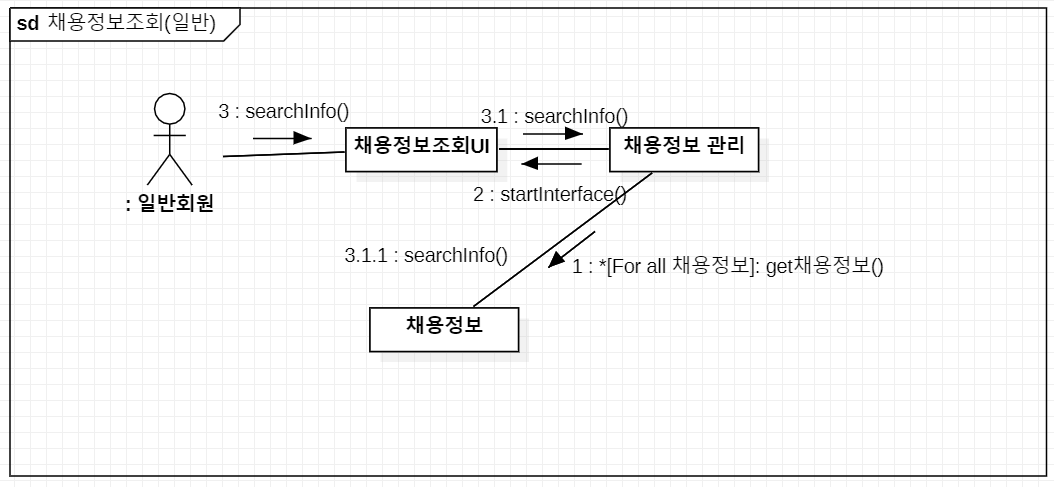 sd 채용정보조회(일반)
3 : searchInfo()
3.1 : searchInfo()
채용정보조회UI
채용정보 관리
: 일반회원
2 : startInterface()
3.1.1 : searchInfo()
1 : *[For all 채용정보]: get채용정보()
채용정보